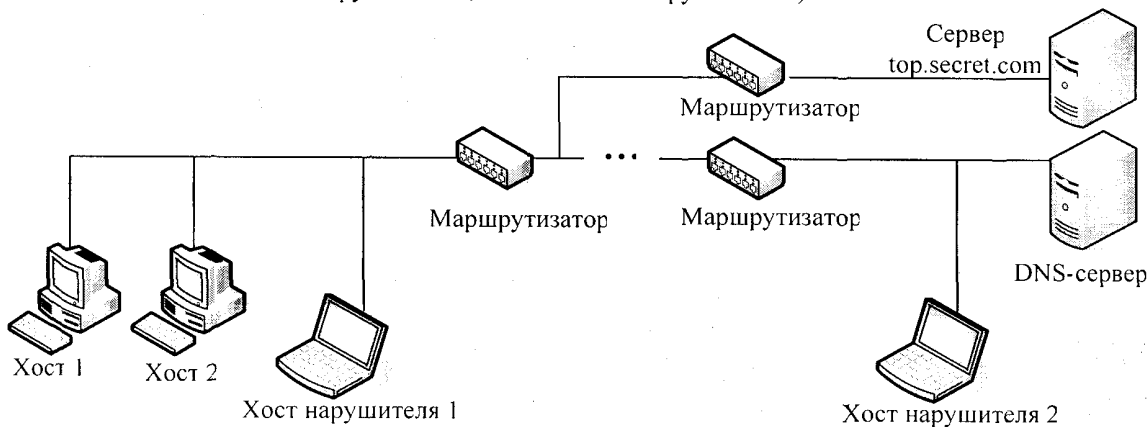 Сервер
top.secret.com
Маршрутизатор
Маршрутизатор
Маршрутизатор
DNS-сервер
Хост 1
Хост 2
Хост нарушителя 1
Хост нарушителя 2